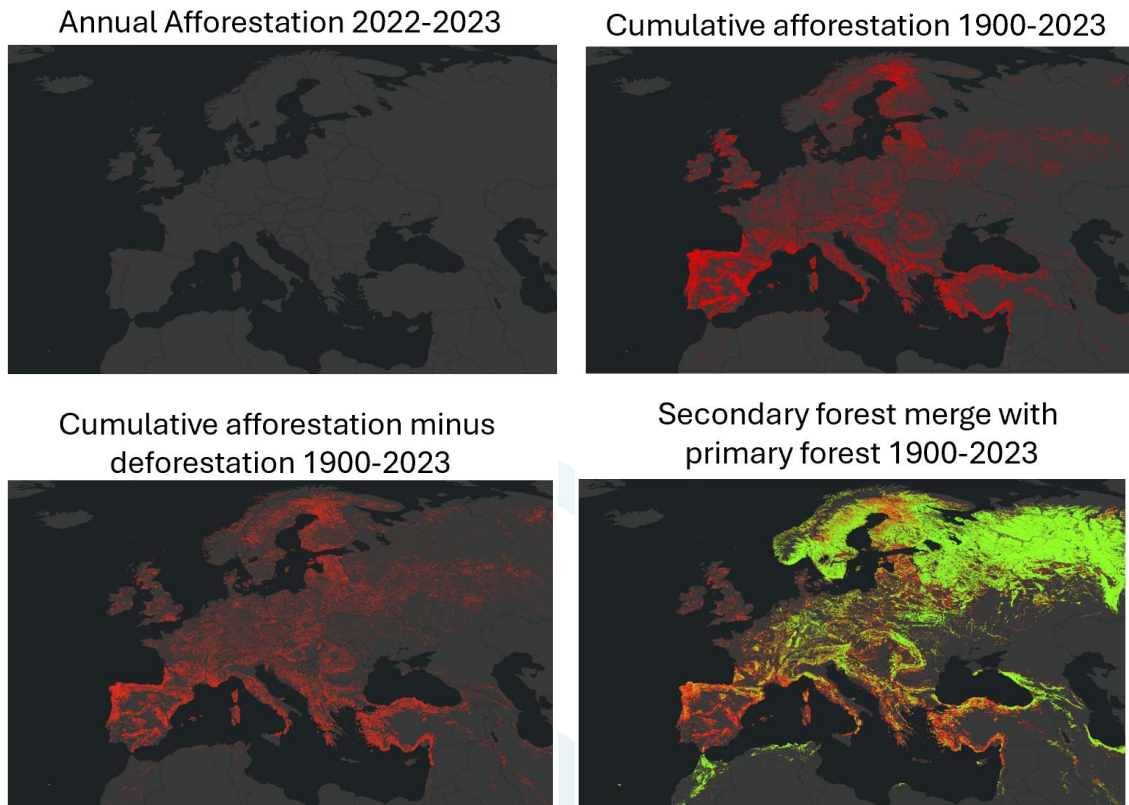 Annual Afforestation 2022-2023
Cumulative afforestation 1900-2023
Cumulative afforestation minus
deforestation 1900-2023
Secondary forest merge with
primary forest 1900-2023